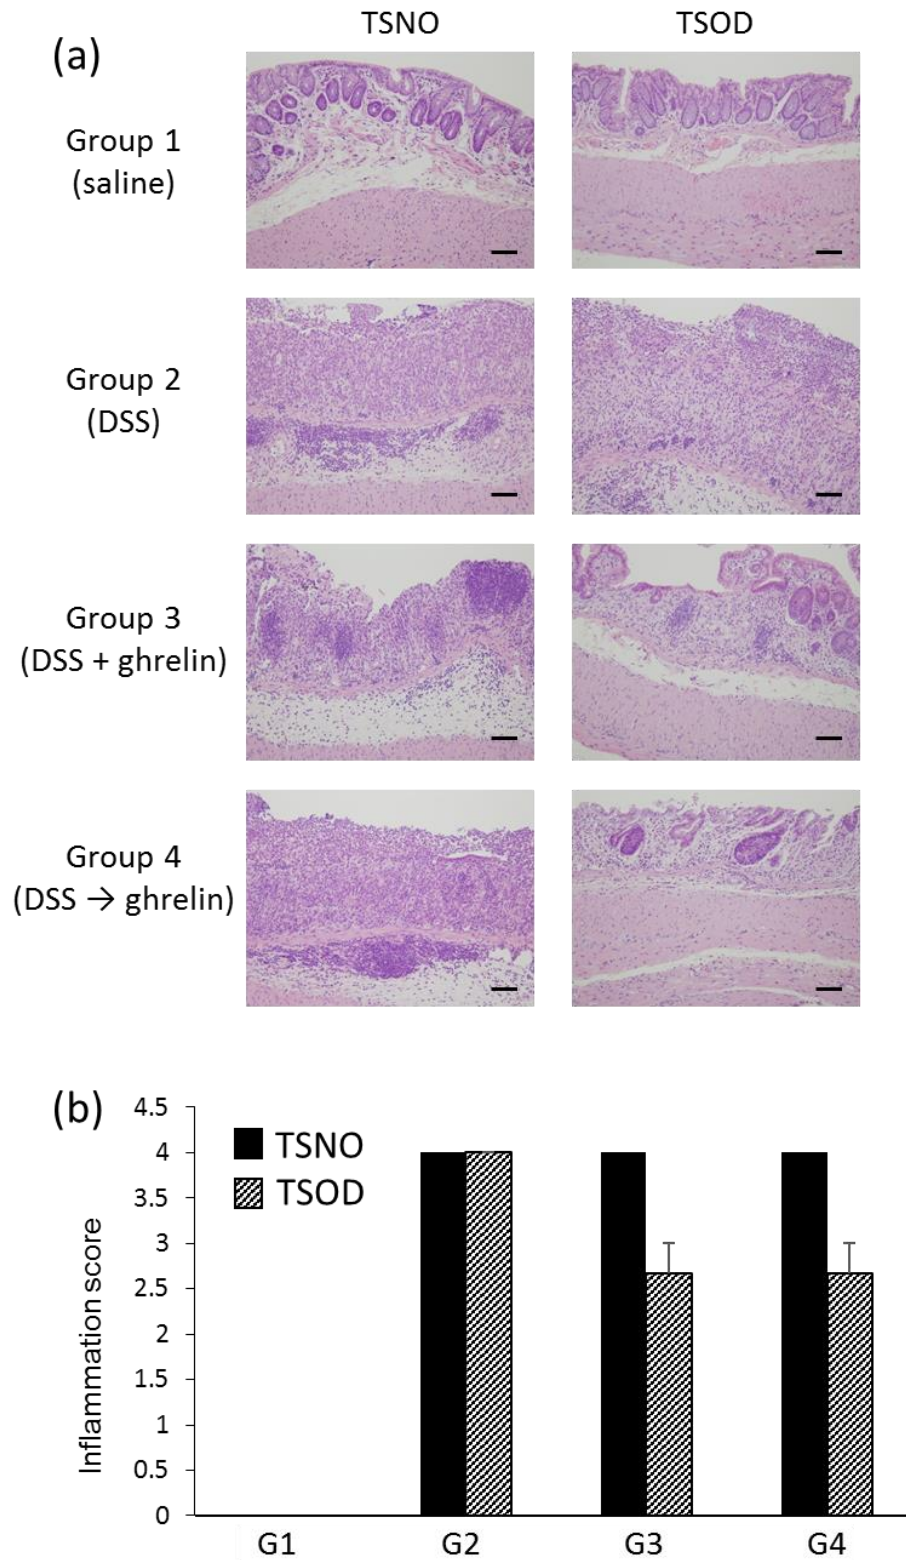 TSNO TSOD
(a)
Group 1
(saline)
Group 2
(DSS)
Group 3
(DSS + ghrelin)
Group 4
(DSS → ghrelin)
(b)
4.5
4
3.5
3
2.5
2
1.5
1
0.5
0
Inflammation score
TSNO
TSOD
G1 G2 G3 G4